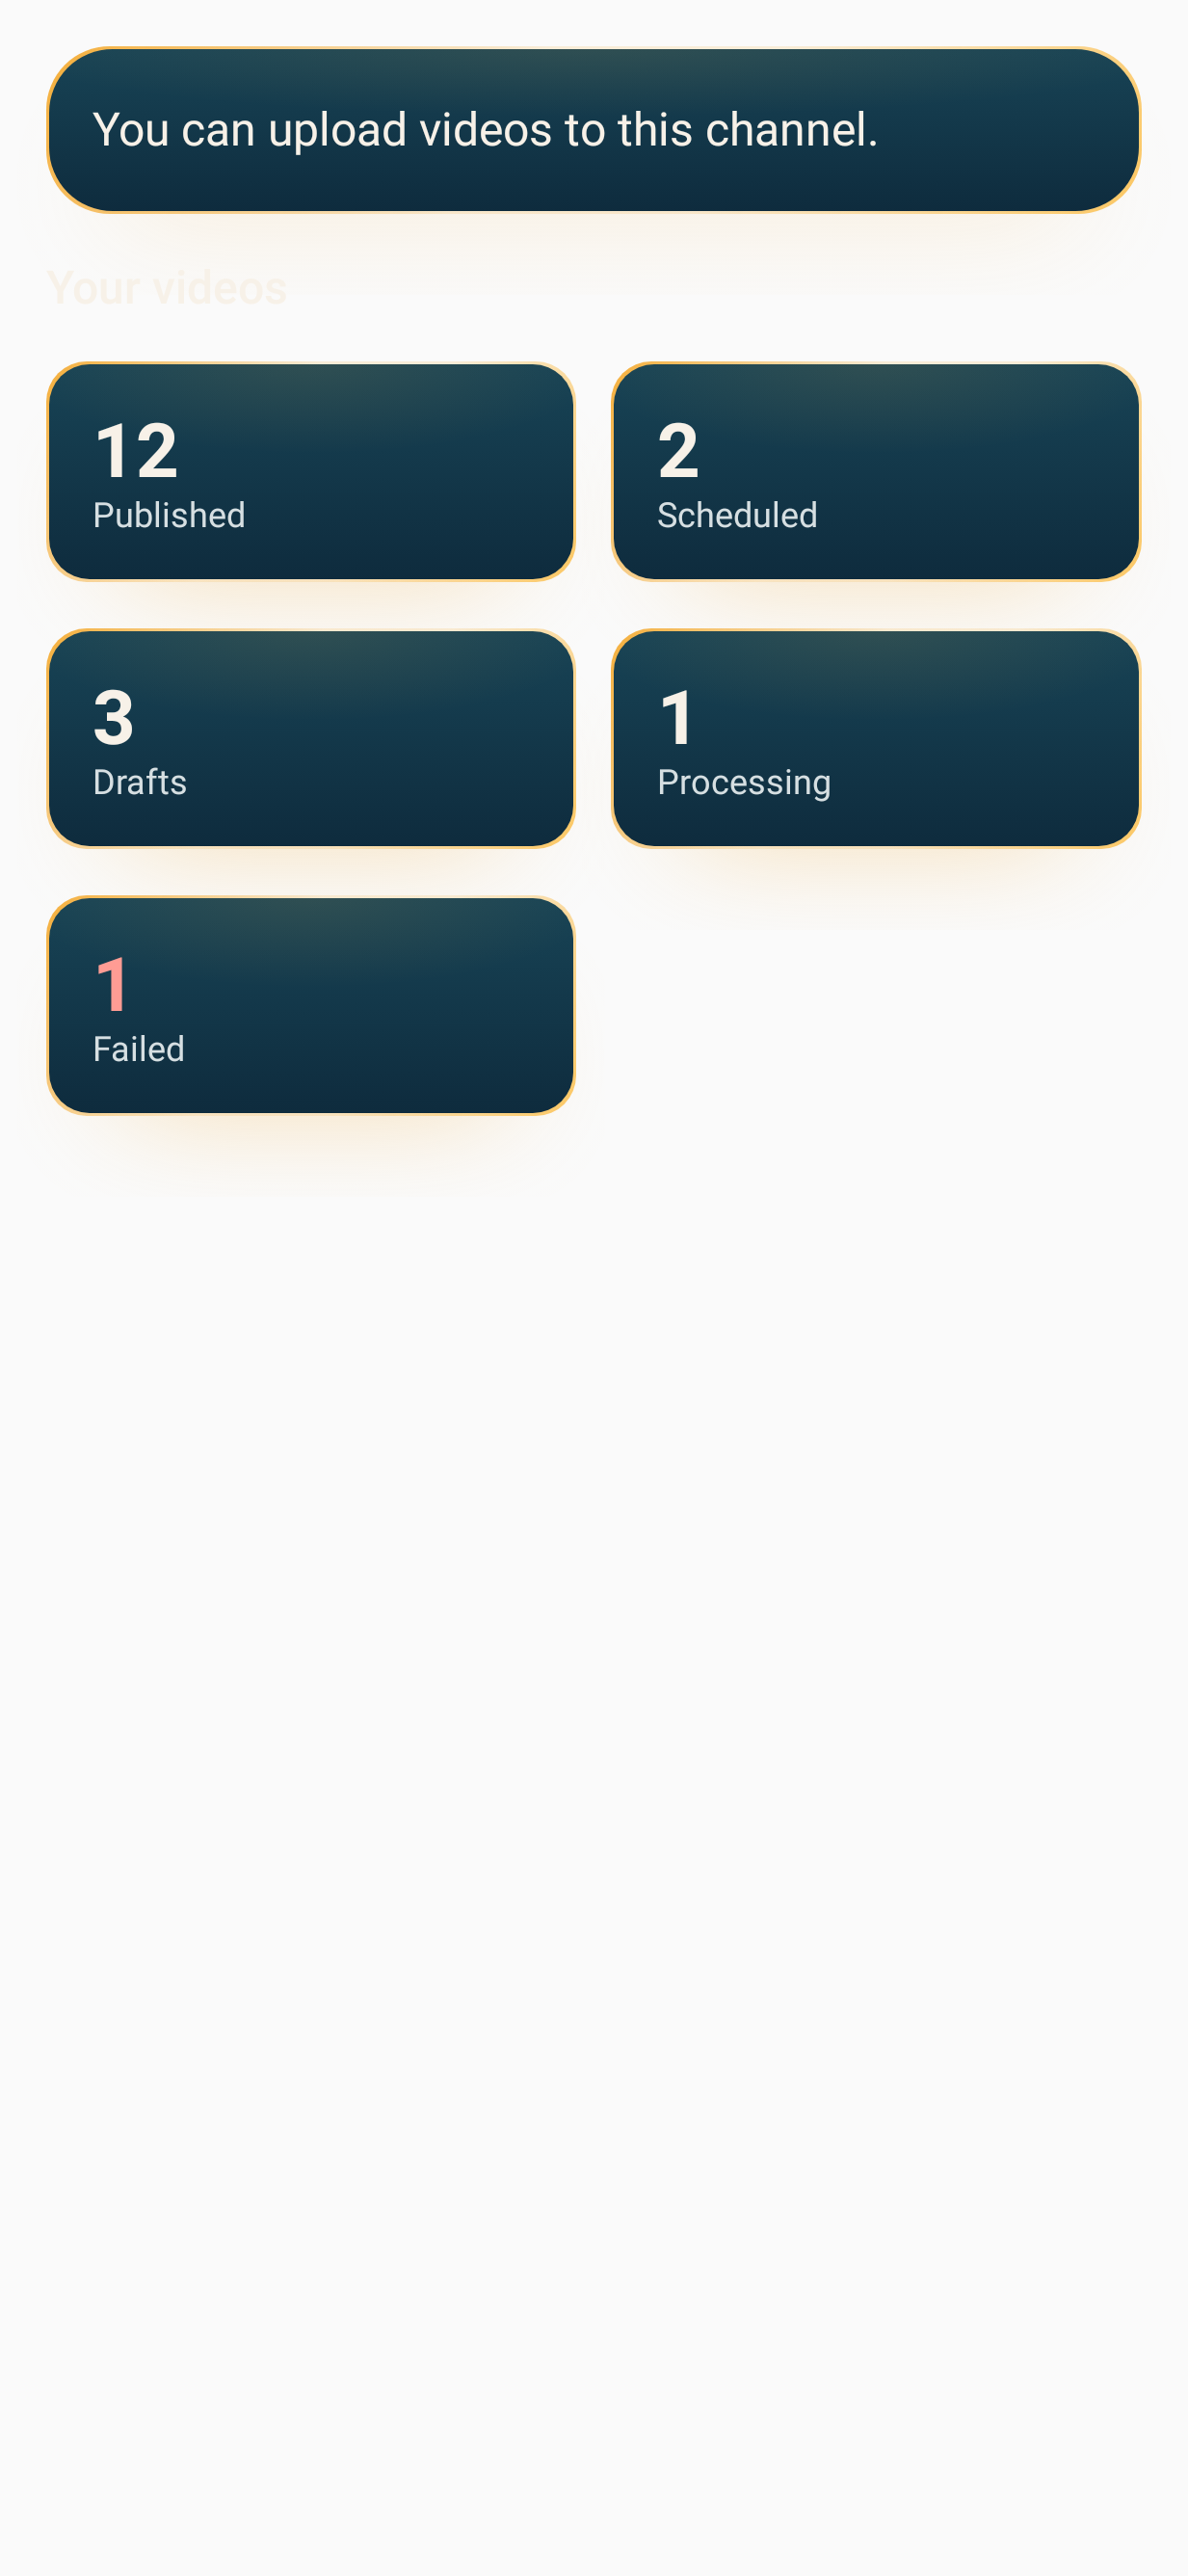 You can upload videos to this channel.
Your videos
12
Published
2
Scheduled
3
Drafts
1
Processing
1
Failed